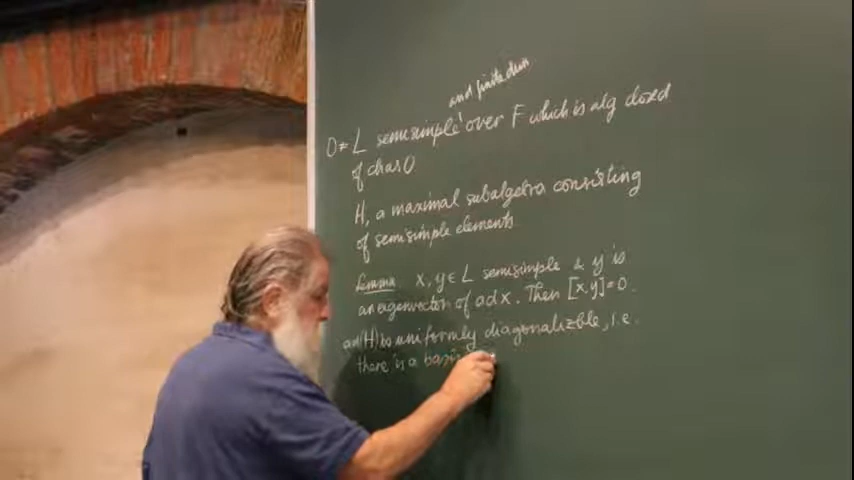 and finite dim
0 ≠ L semisimple over F which is alg closed
of char 0
H, a maximal subalgebra consisting
of semisimple elements.
Lemma x, y ∈ L semisimple & y is
an eigenvector of ad x. Then [x,y]=0.
ad(H) is uniformly diagonalizable, i.e.
there is a basis